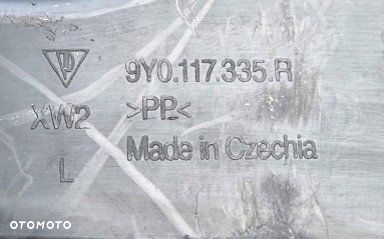 9Y0.117.335.R
XW2
>PP<
Made in Czechia
L
OTOMOTO